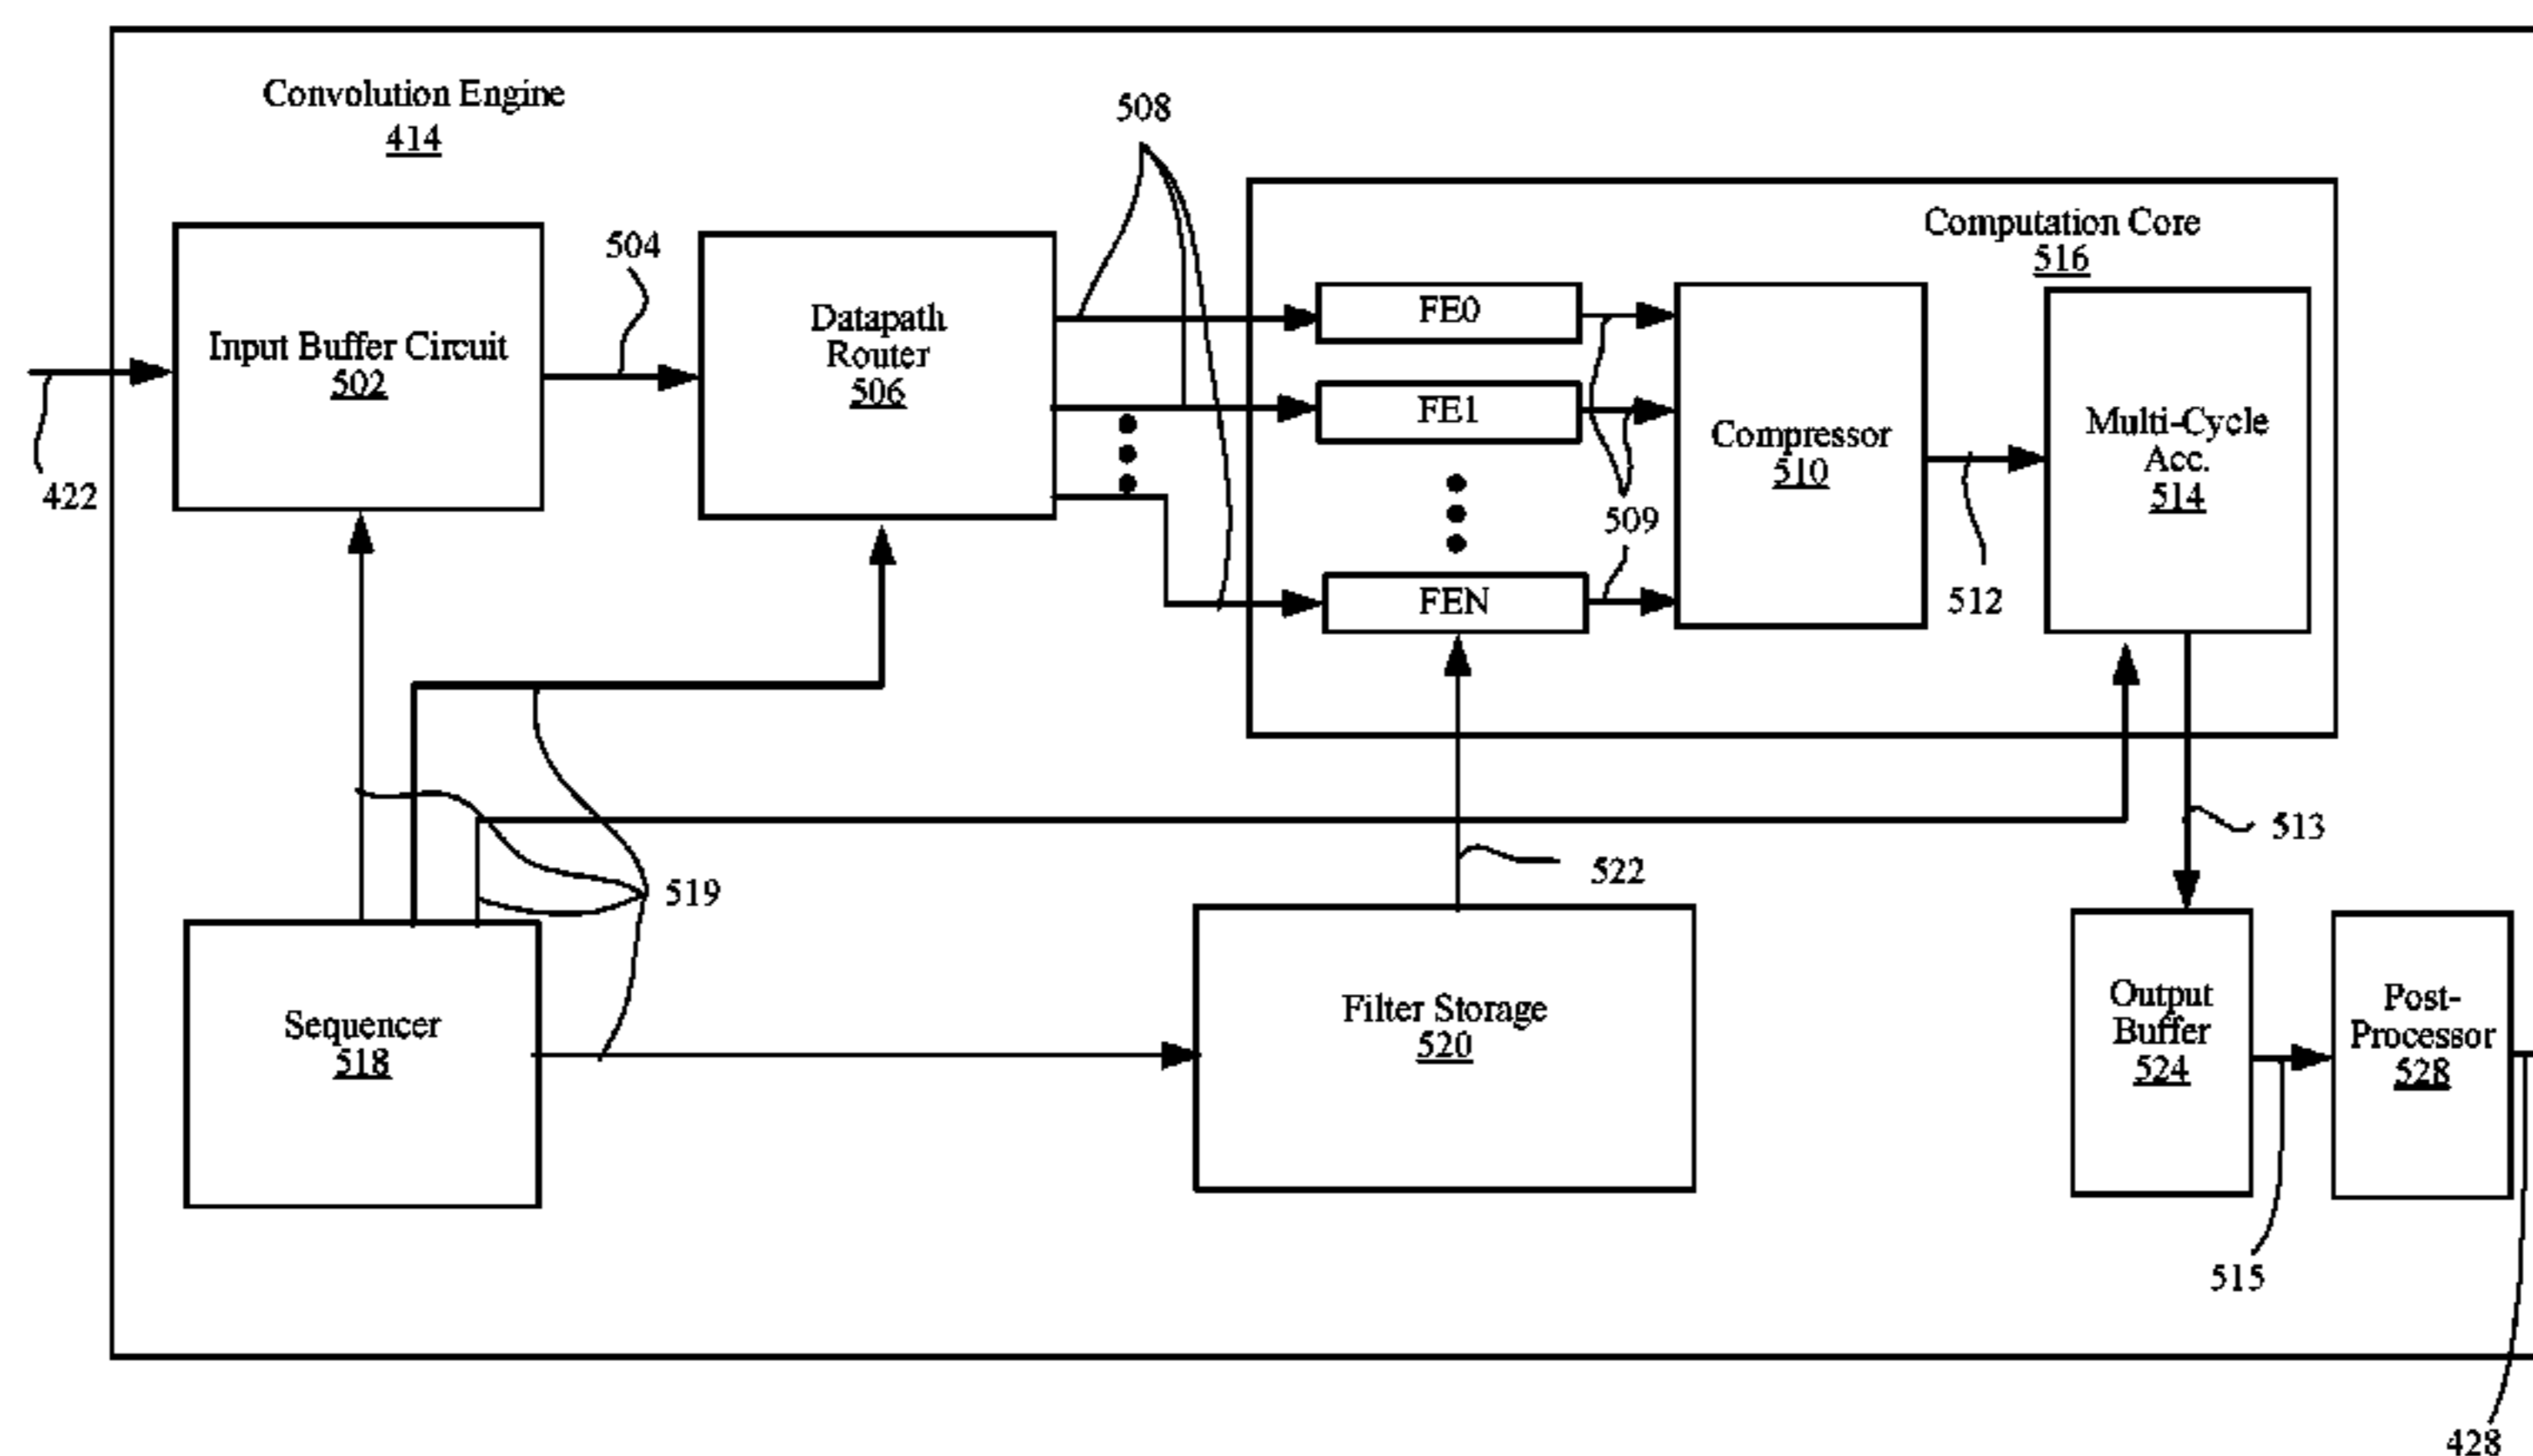 Convolution Engine
414
508
Computation Core
516
504
Input Buffer Circuit
502
Datapath
Router
506
FE0
FE1
FEN
Compressor
510
Multi-Cycle
Acc.
514
422
509
512
519
522
513
Sequencer
518
Filter Storage
520
Output
Buffer
524
Post-
Processor
528
515
428